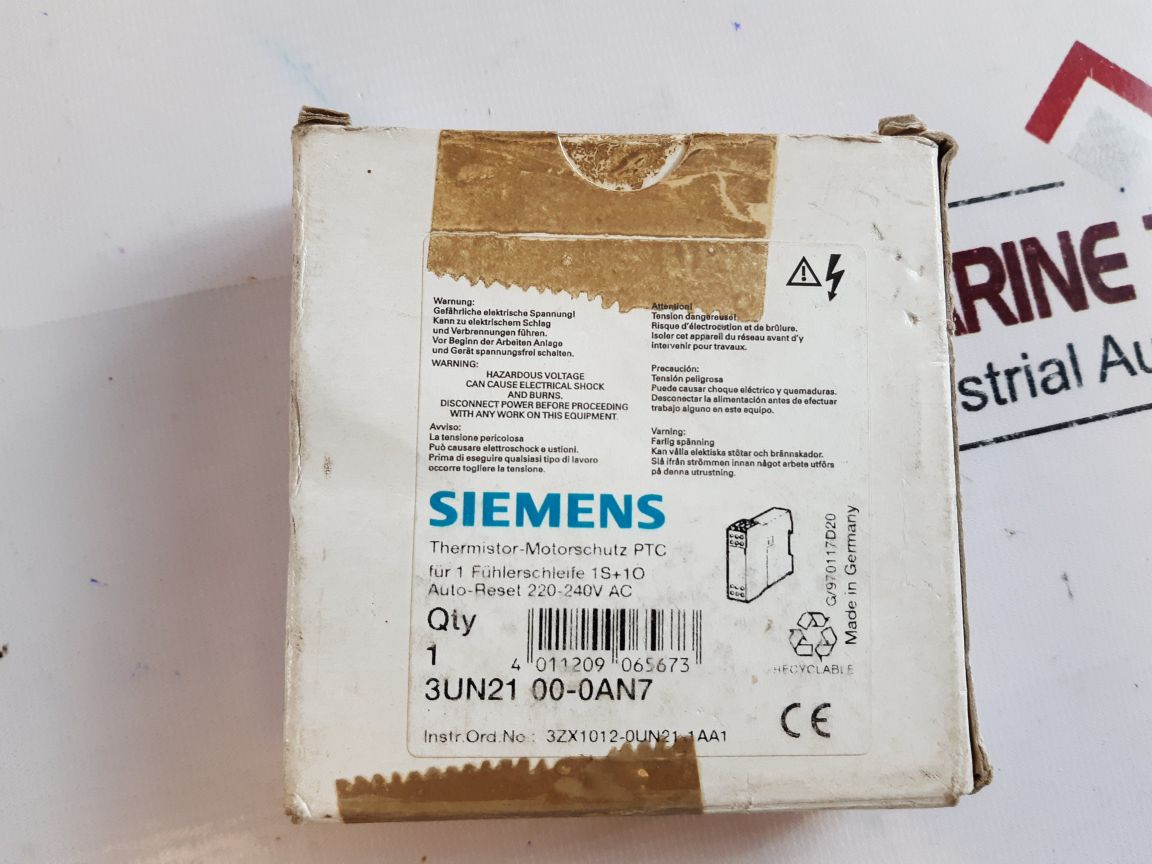 Warnung:
Gefährliche elektrische Spannung!
Kann zu elektrischem Schlag
und Verbrennungen führen.
Vor Beginn der Arbeiten Anlage
und Gerät spannungsfrei schalten.
WARNING:
HAZARDOUS VOLTAGE
CAN CAUSE ELECTRICAL SHOCK
AND BURNS.
DISCONNECT POWER BEFORE PROCEEDING
WITH ANY WORK ON THIS EQUIPMENT.
Avviso:
La tensione pericolosa
Può causare elettroschock e ustioni.
Prima di eseguire qualsiasi tipo di lavoro
occorre togliere la tensione.
Attention!
Tension dangereuse!
Risque d'électrocution et de brûlure.
Isoler cet appareil du réseau avant d'y
intervenir pour travaux.
Precaución:
Tensión peligrosa
Puede causar choque eléctrico y quemaduras.
Desconectar la alimentación antes de efectuar
trabajo alguno en este equipo.
Varning:
Farlig spänning
Kan vålla elektiska stötar och brännskador.
Slå ifrån strömmen innan något arbete utförs
på denna utrustning.
SIEMENS
Thermistor-Motorschutz PTC
für 1 Fühlerschleife 1S+1O
Auto-Reset 220-240V AC
Qty
1
4 011209 065673
3UN21 00-0AN7
Instr.Ord.No.: 3ZX1012-0UN21-1AA1
G/970117D20
Made in Germany
RECYCLABLE
CE
ARINE T
strial Au